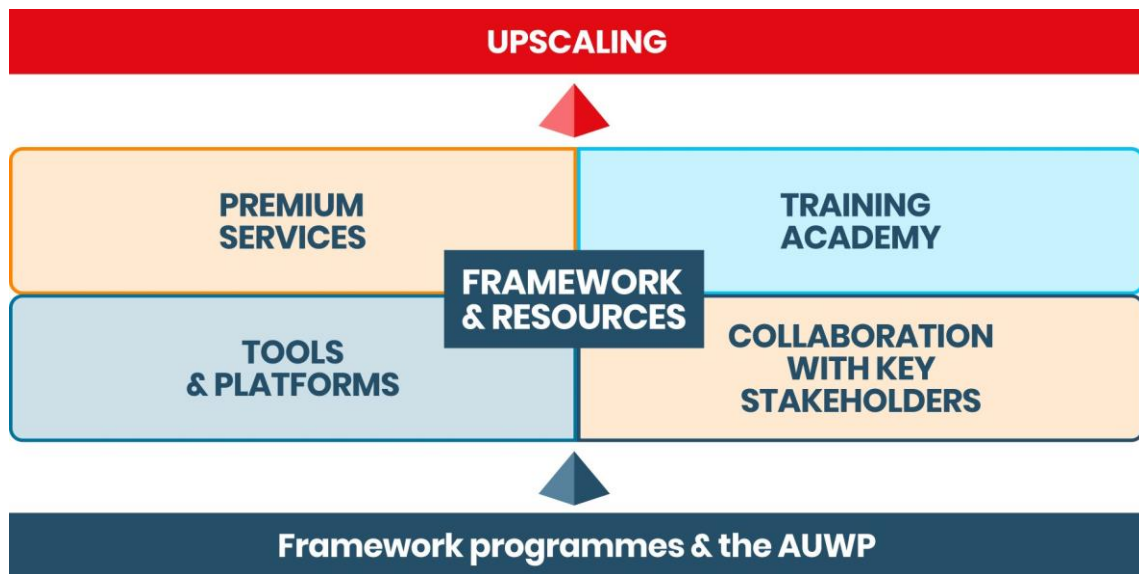 UPSCALING
PREMIUM
SERVICES
TRAINING
ACADEMY
FRAMEWORK
& RESOURCES
TOOLS
& PLATFORMS
COLLABORATION
WITH KEY
STAKEHOLDERS
Framework programmes & the AUWP